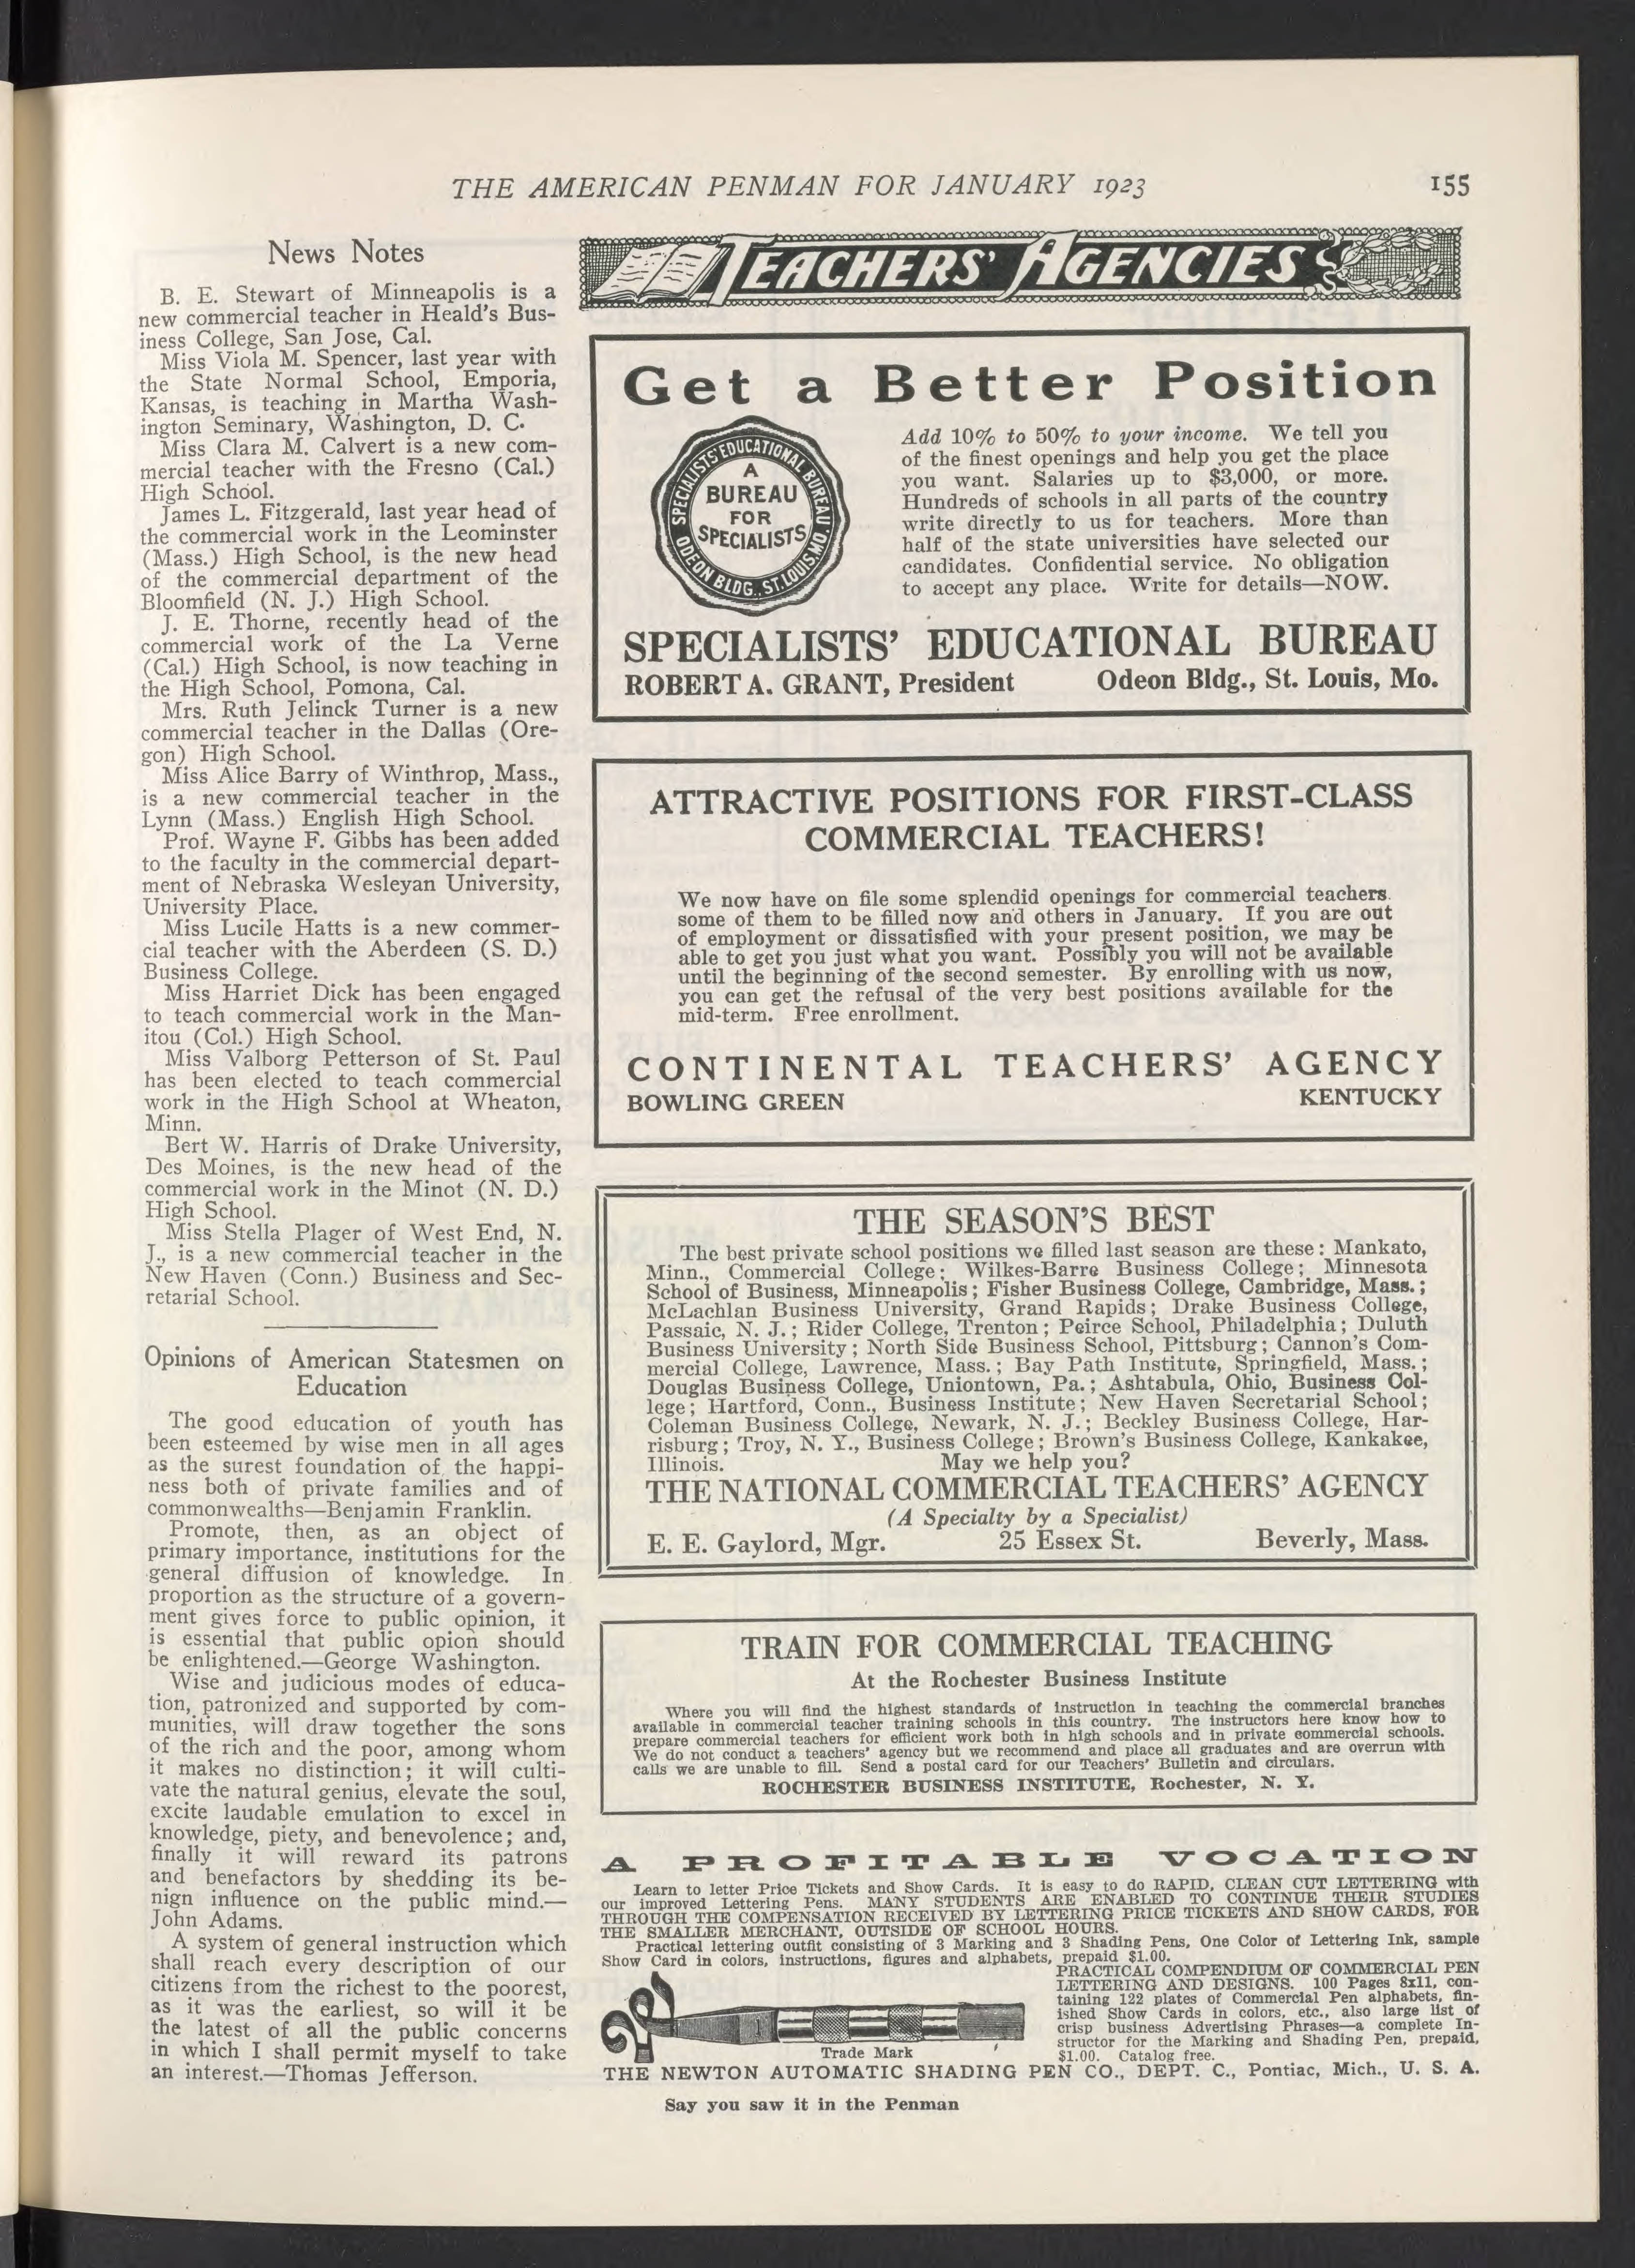 THE AMERICAN PENMAN FOR JANUARY 1923
155
News Notes
B. E. Stewart of Minneapolis is a
new commercial teacher in Heald's Bus-
iness College, San Jose, Cal.
Miss Viola M. Spencer, last year with
the State Normal School, Emporia,
Kansas, is teaching in Martha Wash-
ington Seminary, Washington, D. C.
Miss Clara M. Calvert is a new com-
mercial teacher with the Fresno (Cal.)
High School.
James L. Fitzgerald, last year head of
the commercial work in the Leominster
(Mass.) High School, is the new head
of the commercial department of the
Bloomfield (N. J.) High School.
J. E. Thorne, recently head of the
commercial work of the La Verne
(Cal.) High School, is now teaching in
the High School, Pomona, Cal.
Mrs. Ruth Jelinck Turner is a new
commercial teacher in the Dallas (Ore-
gon) High School.
Miss Alice Barry of Winthrop, Mass.,
is a new commercial teacher in the
Lynn (Mass.) English High School.
Prof. Wayne F. Gibbs has been added
to the faculty in the commercial depart-
ment of Nebraska Wesleyan University,
University Place.
Miss Lucile Hatts is a new commer-
cial teacher with the Aberdeen (S. D.)
Business College.
Miss Harriet Dick has been engaged
to teach commercial work in the Man-
itou (Col.) High School.
Miss Valborg Petterson of St. Paul
has been elected to teach commercial
work in the High School at Wheaton,
Minn.
Bert W. Harris of Drake University,
Des Moines, is the new head of the
commercial work in the Minot (N. D.)
High School.
Miss Stella Plager of West End, N.
J., is a new commercial teacher in the
New Haven (Conn.) Business and Sec-
retarial School.
Opinions of American Statesmen on
Education
The good education of youth has
been esteemed by wise men in all ages
as the surest foundation of the happi-
ness both of private families and of
commonwealths—Benjamin Franklin.
Promote, then, as an object of
primary importance, institutions for the
general diffusion of knowledge. In
proportion as the structure of a govern-
ment gives force to public opinion, it
is essential that public opion should
be enlightened.—George Washington.
Wise and judicious modes of educa-
tion, patronized and supported by com-
munities, will draw together the sons
of the rich and the poor, among whom
it makes no distinction; it will culti-
vate the natural genius, elevate the soul,
excite laudable emulation to excel in
knowledge, piety, and benevolence; and,
finally it will reward its patrons
and benefactors by shedding its be-
nign influence on the public mind.—
John Adams.
A system of general instruction which
shall reach every description of our
citizens from the richest to the poorest,
as it was the earliest, so will it be
the latest of all the public concerns
in which I shall permit myself to take
an interest.—Thomas Jefferson.
TEACHERS' AGENCIES
Get a Better Position
SPECIALISTS' EDUCATIONAL BUREAU
ODEON BLDG., ST. LOUIS, MO.
A
BUREAU
FOR
SPECIALISTS
Add 10% to 50% to your income. We tell you
of the finest openings and help you get the place
you want. Salaries up to $3,000, or more.
Hundreds of schools in all parts of the country
write directly to us for teachers. More than
half of the state universities have selected our
candidates. Confidential service. No obligation
to accept any place. Write for details—NOW.
SPECIALISTS' EDUCATIONAL BUREAU
ROBERT A. GRANT, President Odeon Bldg., St. Louis, Mo.
ATTRACTIVE POSITIONS FOR FIRST-CLASS
COMMERCIAL TEACHERS!
We now have on file some splendid openings for commercial teachers.
some of them to be filled now and others in January. If you are out
of employment or dissatisfied with your present position, we may be
able to get you just what you want. Possibly you will not be available
until the beginning of the second semester. By enrolling with us now,
you can get the refusal of the very best positions available for the
mid-term. Free enrollment.
CONTINENTAL TEACHERS' AGENCY
BOWLING GREEN KENTUCKY
THE SEASON'S BEST
The best private school positions we filled last season are these: Mankato,
Minn., Commercial College; Wilkes-Barre Business College; Minnesota
School of Business, Minneapolis; Fisher Business College, Cambridge, Mass.;
McLachlan Business University, Grand Rapids; Drake Business College,
Passaic, N. J.; Rider College, Trenton; Peirce School, Philadelphia; Duluth
Business University; North Side Business School, Pittsburg; Cannon's Com-
mercial College, Lawrence, Mass.; Bay Path Institute, Springfield, Mass.;
Douglas Business College, Uniontown, Pa.; Ashtabula, Ohio, Business Col-
lege; Hartford, Conn., Business Institute; New Haven Secretarial School;
Coleman Business College, Newark, N. J.; Beckley Business College, Har-
risburg; Troy, N. Y., Business College; Brown's Business College, Kankakee,
Illinois. May we help you?
THE NATIONAL COMMERCIAL TEACHERS' AGENCY
(A Specialty by a Specialist)
E. E. Gaylord, Mgr. 25 Essex St. Beverly, Mass.
TRAIN FOR COMMERCIAL TEACHING
At the Rochester Business Institute
Where you will find the highest standards of instruction in teaching the commercial branches
available in commercial teacher training schools in this country. The instructors here know how to
prepare commercial teachers for efficient work both in high schools and in private commercial schools.
We do not conduct a teachers' agency but we recommend and place all graduates and are overrun with
calls we are unable to fill. Send a postal card for our Teachers' Bulletin and circulars.
ROCHESTER BUSINESS INSTITUTE, Rochester, N. Y.
A PROFITABLE VOCATION
Learn to letter Price Tickets and Show Cards. It is easy to do RAPID, CLEAN CUT LETTERING with
our improved Lettering Pens. MANY STUDENTS ARE ENABLED TO CONTINUE THEIR STUDIES
THROUGH THE COMPENSATION RECEIVED BY LETTERING PRICE TICKETS AND SHOW CARDS, FOR
THE SMALLER MERCHANT, OUTSIDE OF SCHOOL HOURS.
Practical lettering outfit consisting of 3 Marking and 3 Shading Pens, One Color of Lettering Ink, sample
Show Card in colors, instructions, figures and alphabets, prepaid $1.00.
PRACTICAL COMPENDIUM OF COMMERCIAL PEN
LETTERING AND DESIGNS. 100 Pages 8x11, con-
taining 122 plates of Commercial Pen alphabets, fin-
ished Show Cards in colors, etc., also large list of
crisp business Advertising Phrases—a complete In-
structor for the Marking and Shading Pen, prepaid,
$1.00. Catalog free.
1
Trade Mark
THE NEWTON AUTOMATIC SHADING PEN CO., DEPT. C., Pontiac, Mich., U. S. A.
Say you saw it in the Penman